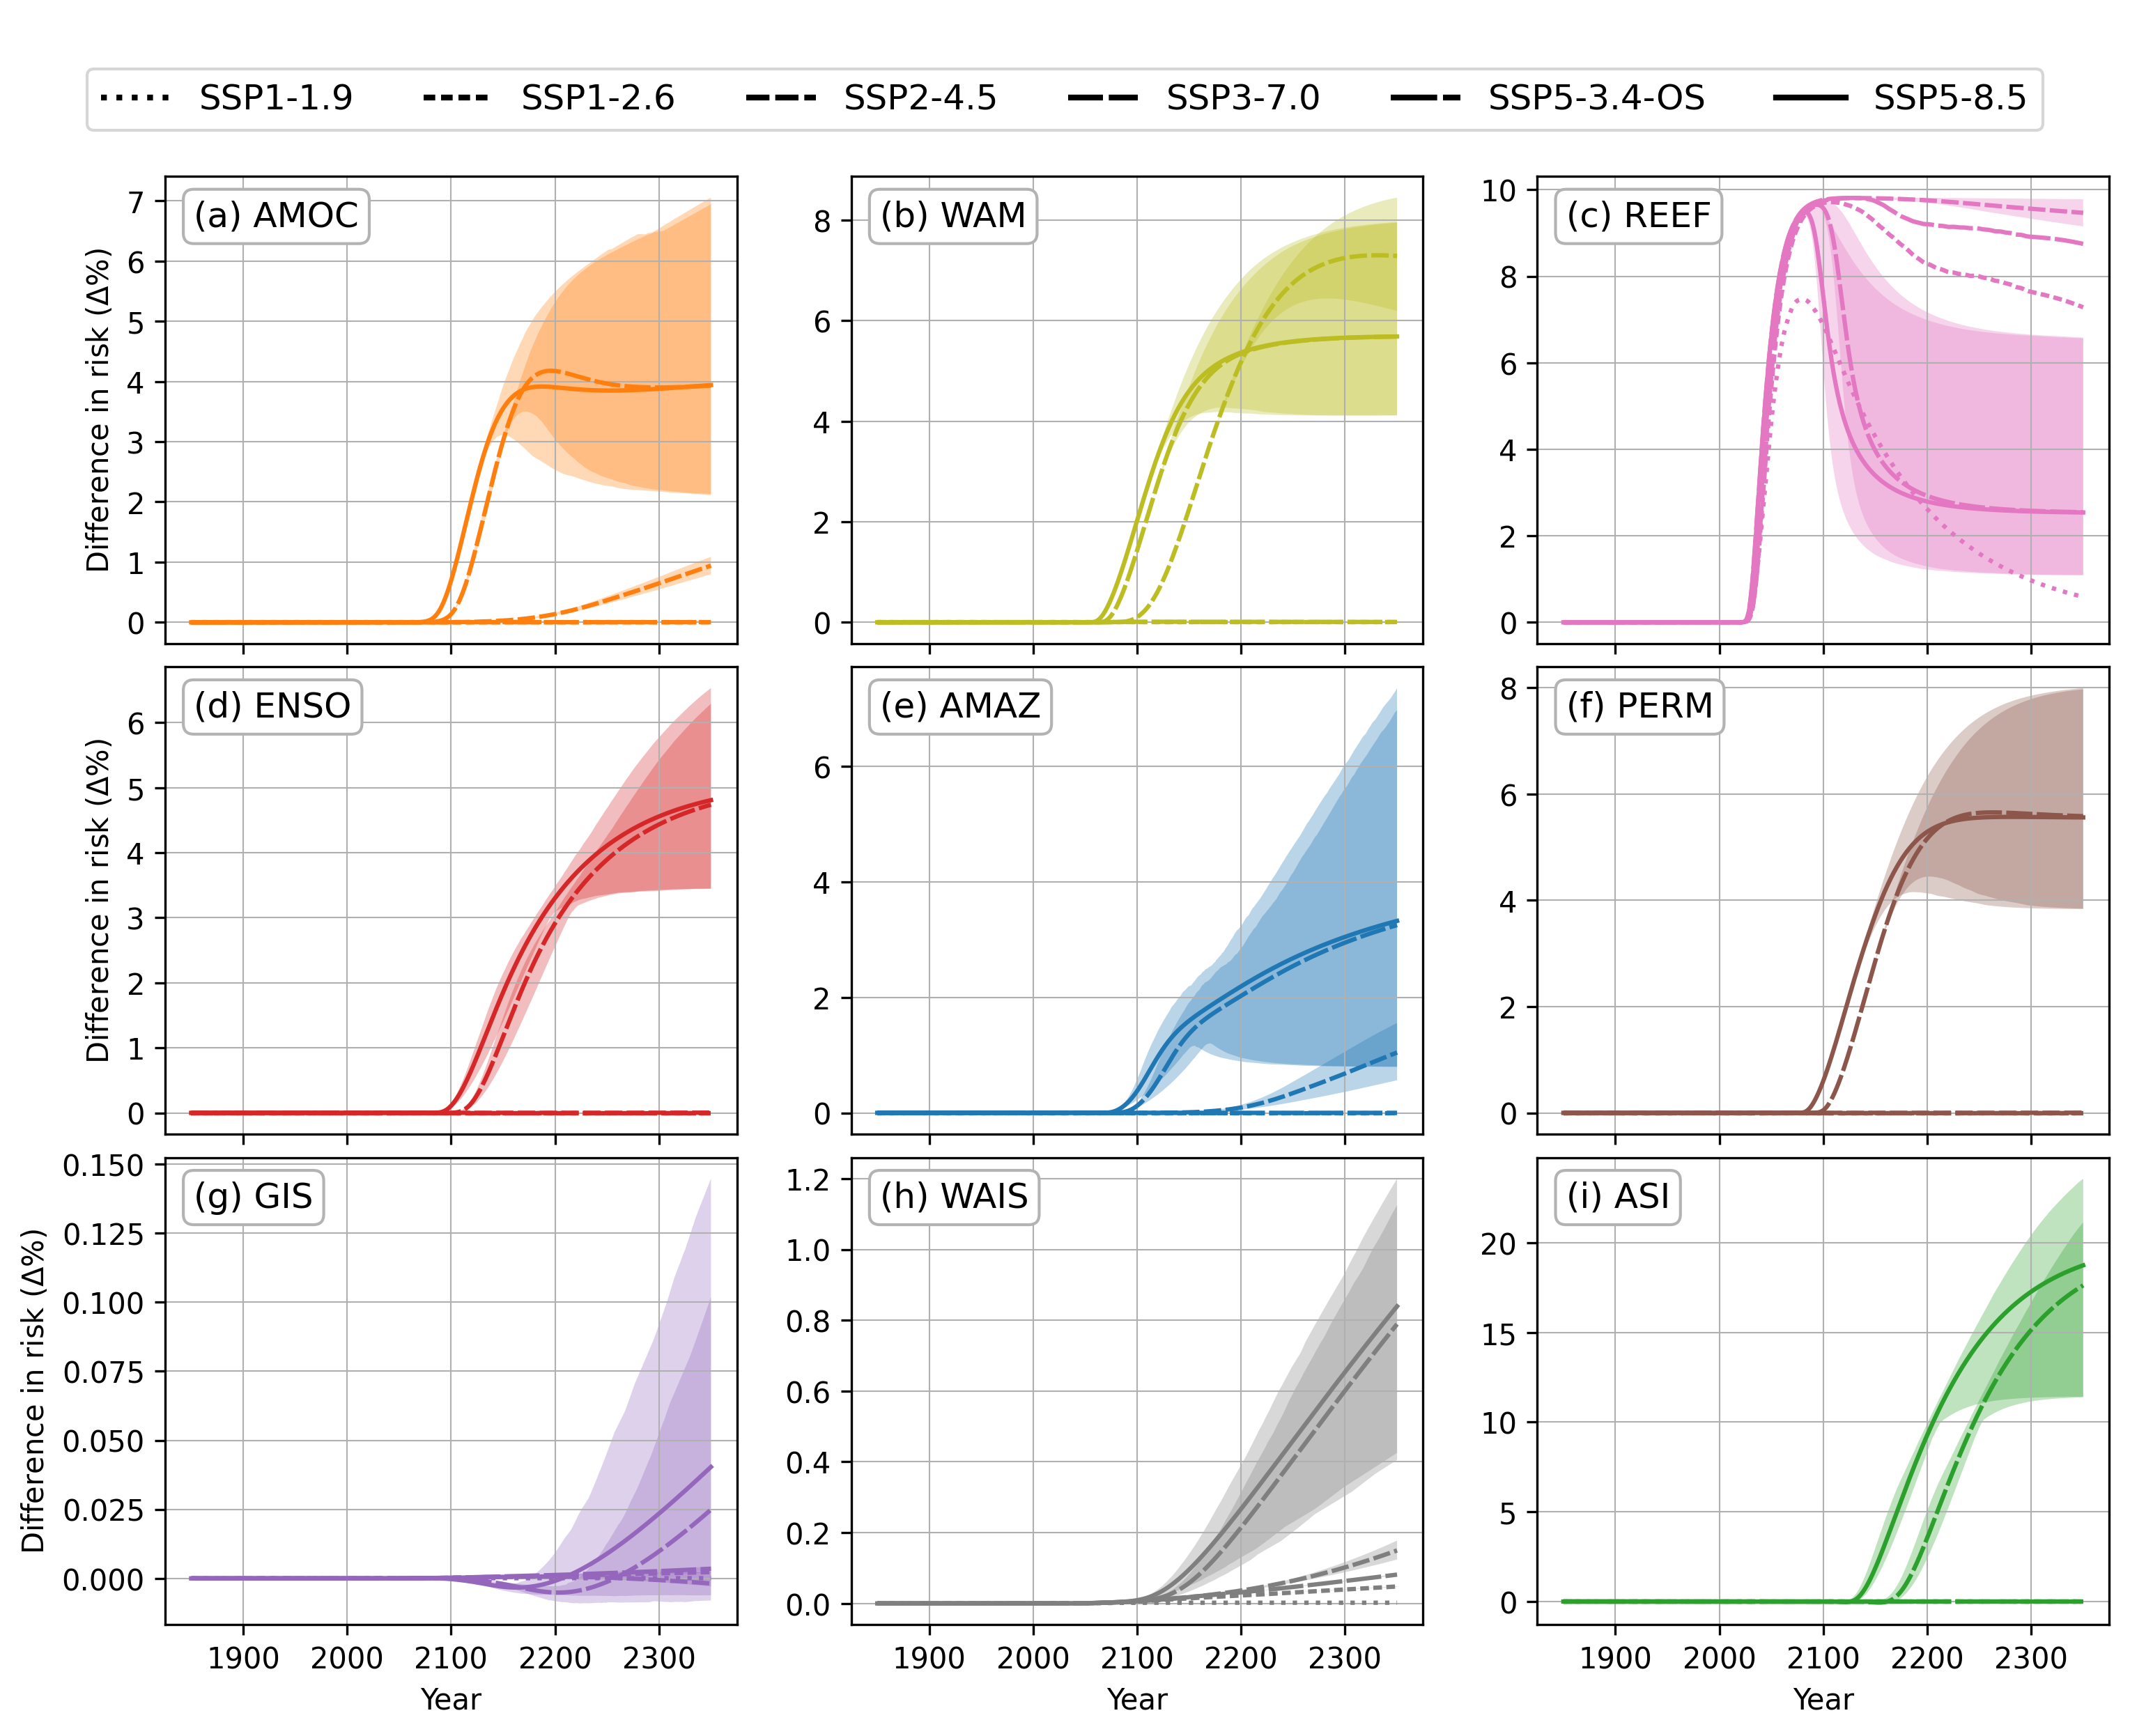 SSP1-1.9 SSP1-2.6 SSP2-4.5 SSP3-7.0 SSP5-3.4-OS SSP5-8.5
(a) AMOC
7
6
5
4
3
2
1
0
Difference in risk (Δ%)
(b) WAM
8
6
4
2
0
(c) REEF
10
8
6
4
2
0
(d) ENSO
6
5
4
3
2
1
0
Difference in risk (Δ%)
(e) AMAZ
6
4
2
0
(f) PERM
8
6
4
2
0
(g) GIS
0.150
0.125
0.100
0.075
0.050
0.025
0.000
Difference in risk (Δ%)
1900 2000 2100 2200 2300
Year
(h) WAIS
1.2
1.0
0.8
0.6
0.4
0.2
0.0
1900 2000 2100 2200 2300
Year
(i) ASI
20
15
10
5
0
1900 2000 2100 2200 2300
Year